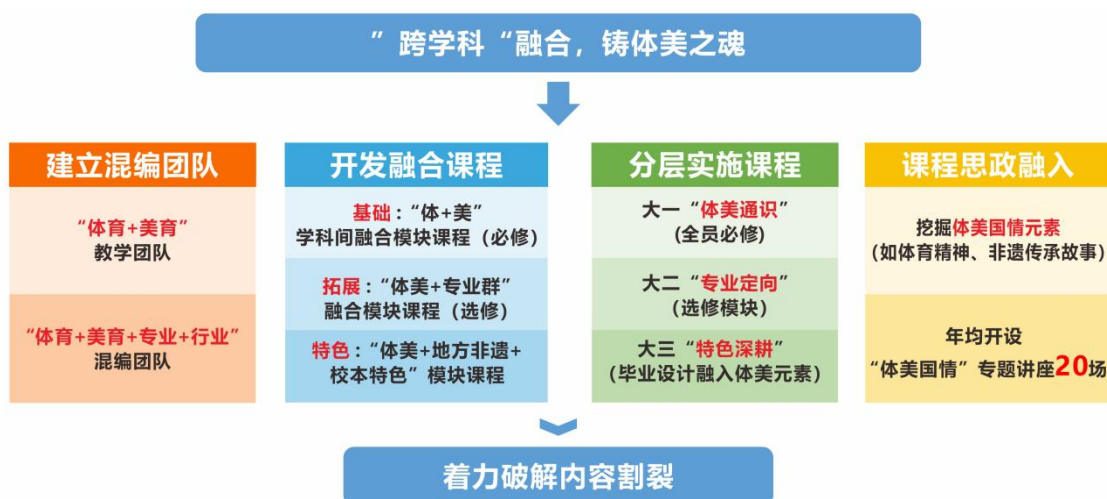 ”跨学科“融合，铸体美之魂
建立混编团队
“体育+美育”
教学团队
“体育+美育+专业+行业”
混编团队
开发融合课程
基础：“体+美”
学科间融合模块课程（必修）
拓展：“体美+专业群”
融合模块课程（选修）
特色：“体美+地方非遗+
校本特色”模块课程
分层实施课程
大一“体美通识”
(全员必修)
大二“专业定向”
(选修模块)
大三“特色深耕”
(毕业设计融入体美元素)
课程思政融入
挖掘体美国情元素
(如体育精神、非遗传承故事)
年均开设
“体美国情”专题讲座20场
着力破解内容割裂